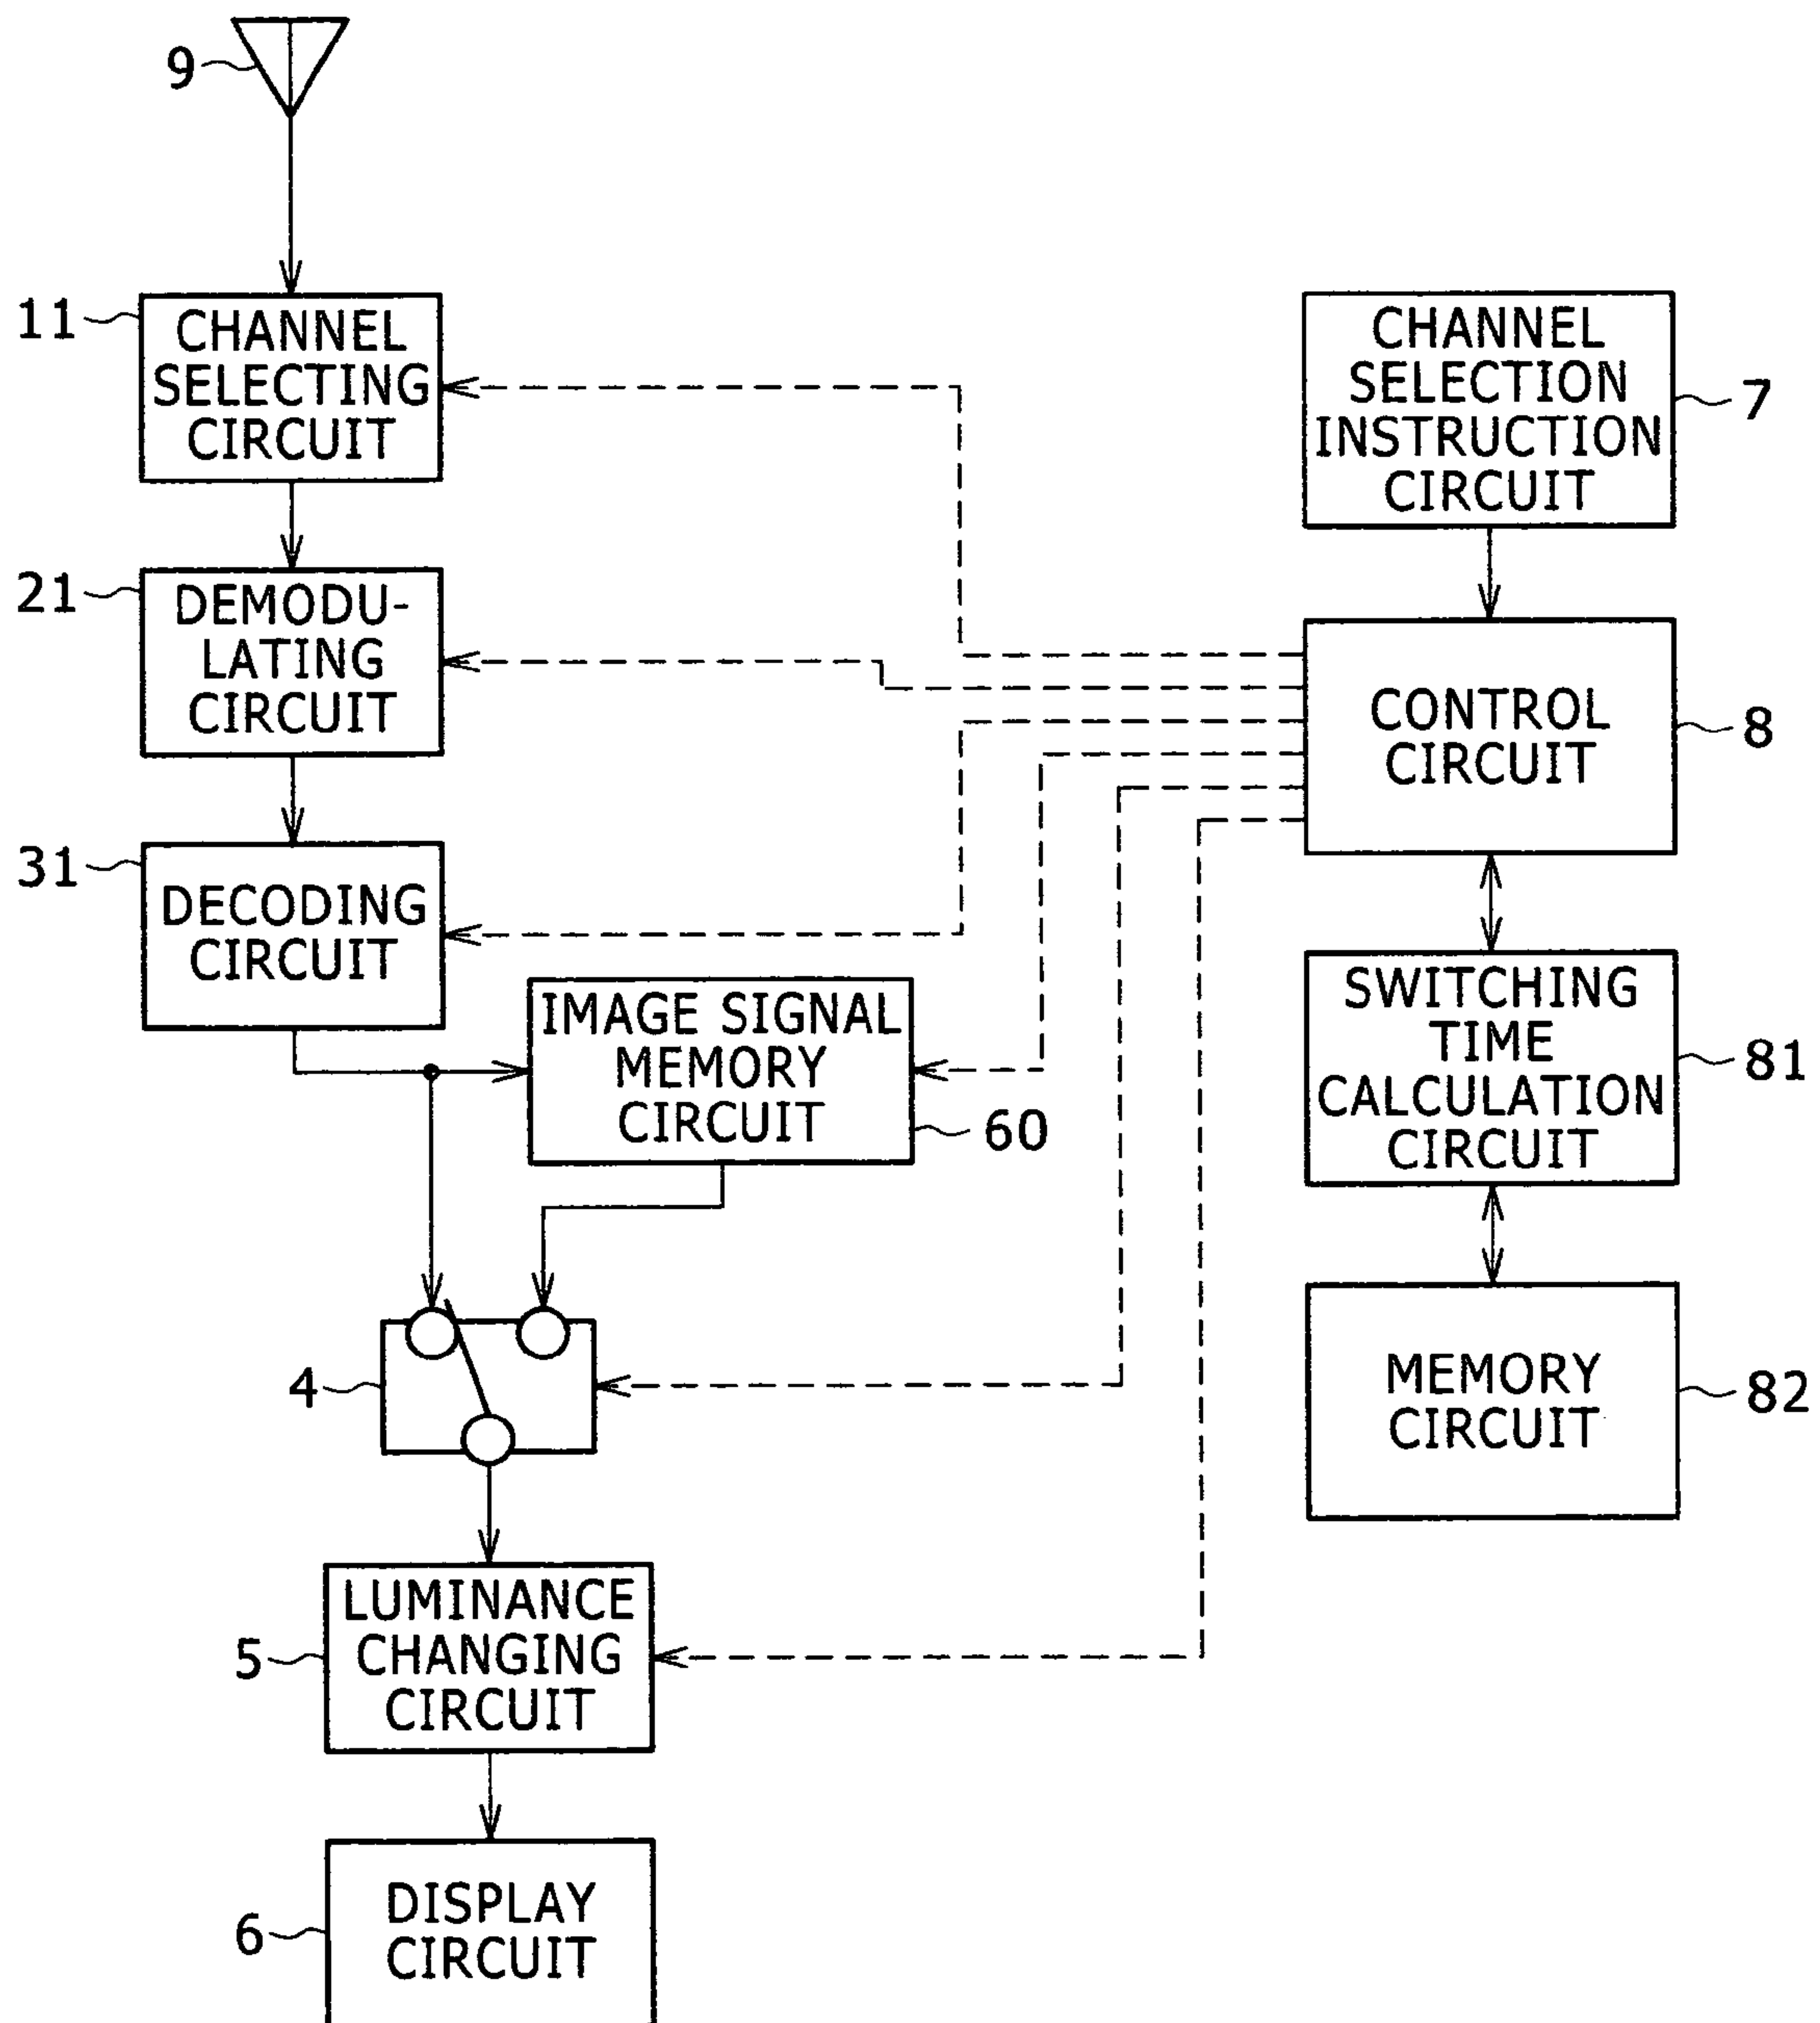 9
11
CHANNEL
SELECTING
CIRCUIT
CHANNEL
SELECTION
INSTRUCTION
CIRCUIT
7
21
DEMODU-
LATING
CIRCUIT
CONTROL
CIRCUIT
8
31
DECODING
CIRCUIT
IMAGE SIGNAL
MEMORY
CIRCUIT
60
SWITCHING
TIME
CALCULATION
CIRCUIT
81
4
MEMORY
CIRCUIT
82
5
LUMINANCE
CHANGING
CIRCUIT
6
DISPLAY
CIRCUIT